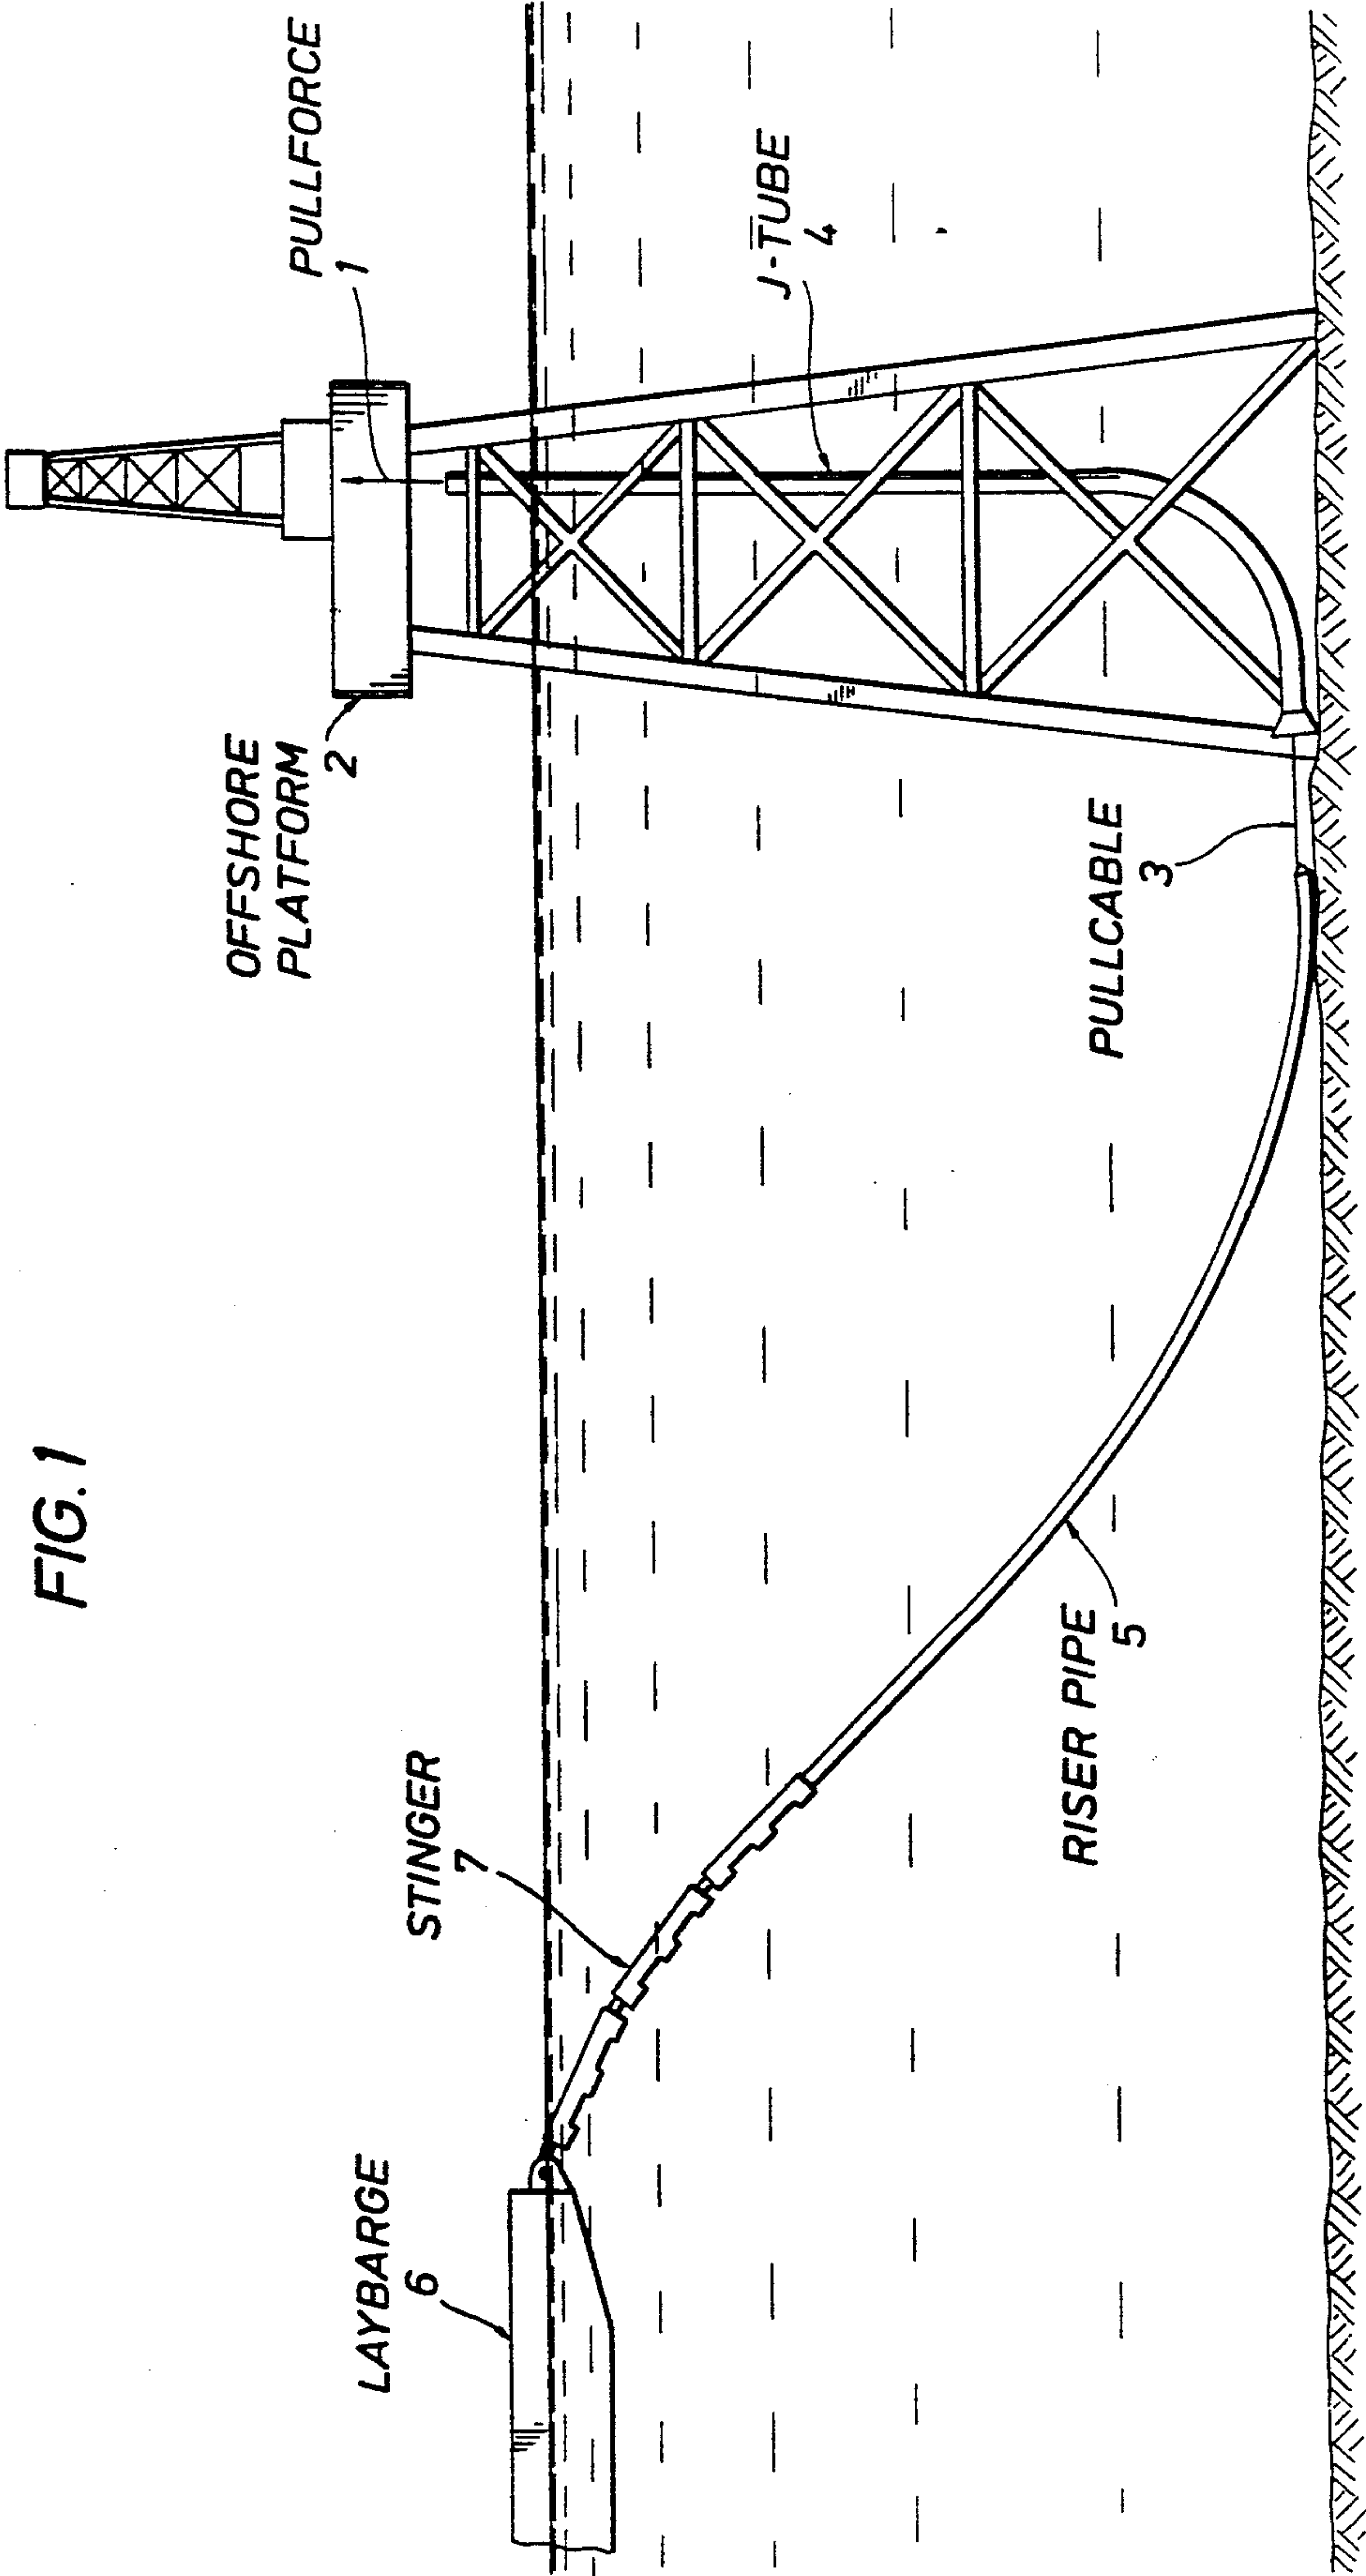 FIG. 1
PULLFORCE
1
OFFSHORE
PLATFORM
2
J-TUBE
4
PULLCABLE
3
STINGER
7
LAYBARGE
6
RISER PIPE
5